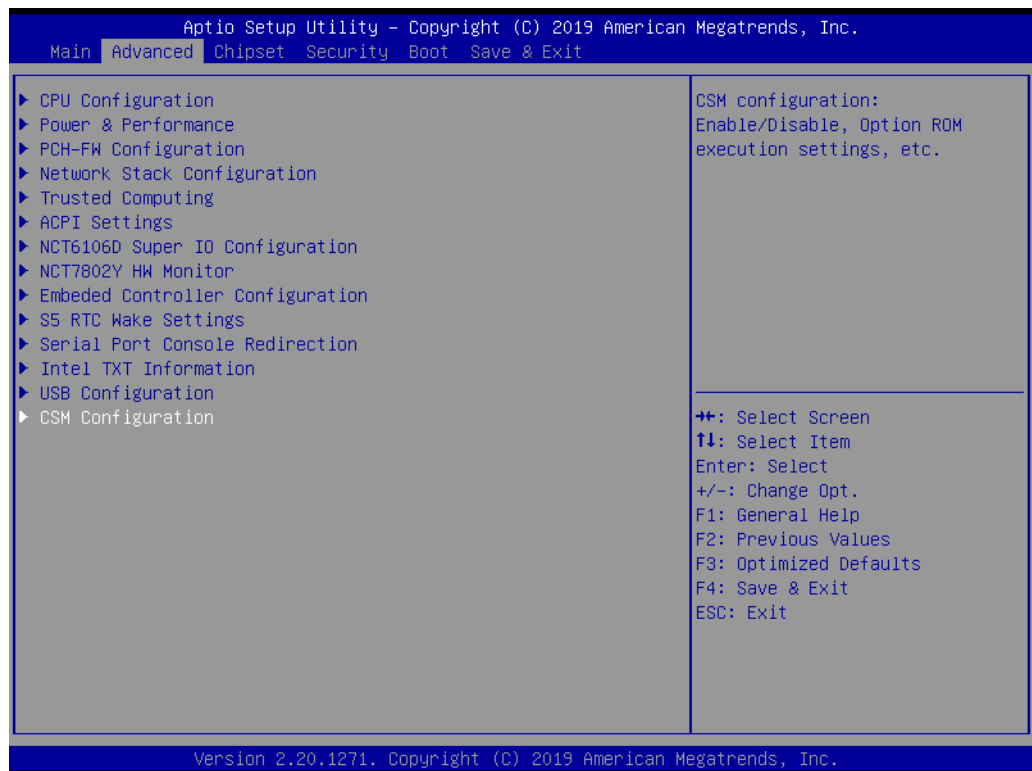 Aptio Setup Utility – Copyright (C) 2019 American Megatrends, Inc.
Main Advanced Chipset Security Boot Save & Exit
CPU Configuration
Power & Performance
PCH-FW Configuration
Network Stack Configuration
Trusted Computing
ACPI Settings
NCT6106D Super IO Configuration
NCT7802Y HW Monitor
Embeded Controller Configuration
S5 RTC Wake Settings
Serial Port Console Redirection
Intel TXT Information
USB Configuration
CSM Configuration
CSM configuration:
Enable/Disable, Option ROM
execution settings, etc.
→←: Select Screen
↑↓: Select Item
Enter: Select
+/-: Change Opt.
F1: General Help
F2: Previous Values
F3: Optimized Defaults
F4: Save & Exit
ESC: Exit
Version 2.20.1271. Copyright (C) 2019 American Megatrends, Inc.